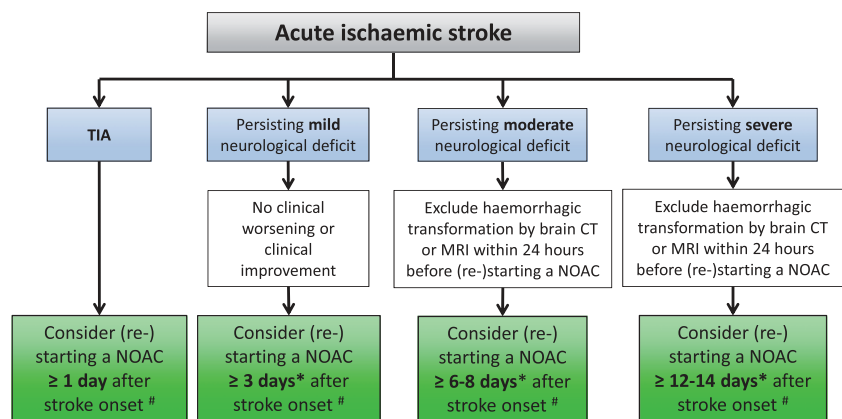 Acute ischaemic stroke
TIA
Persisting mild
neurological deficit
Persisting moderate
neurological deficit
Persisting severe
neurological deficit
No clinical
worsening or
clinical
improvement
Exclude haemorrhagic
transformation by brain CT
or MRI within 24 hours
before (re-)starting a NOAC
Exclude haemorrhagic
transformation by brain CT
or MRI within 24 hours
before (re-)starting a NOAC
Consider (re-)
starting a NOAC
≥ 1 day after
stroke onset #
Consider (re-)
starting a NOAC
≥ 3 days* after
stroke onset #
Consider (re-)
starting a NOAC
≥ 6-8 days* after
stroke onset #
Consider (re-)
starting a NOAC
≥ 12-14 days* after
stroke onset #